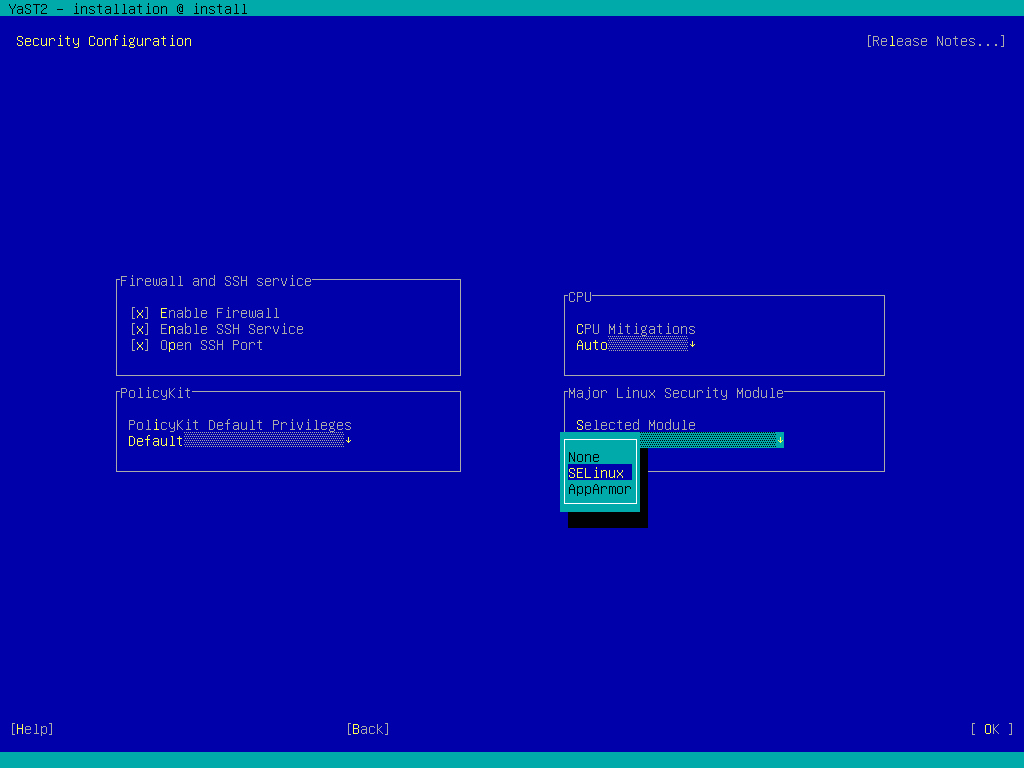 YaST2 - installation @ install
Security Configuration [Release Notes...]
Firewall and SSH service
[x] Enable Firewall
[x] Enable SSH Service
[x] Open SSH Port
CPU
CPU Mitigations
Auto↓
PolicyKit
PolicyKit Default Privileges
Default↓
Major Linux Security Module
Selected Module
↓
None
SELinux
AppArmor
[Help] [Back] [ OK ]